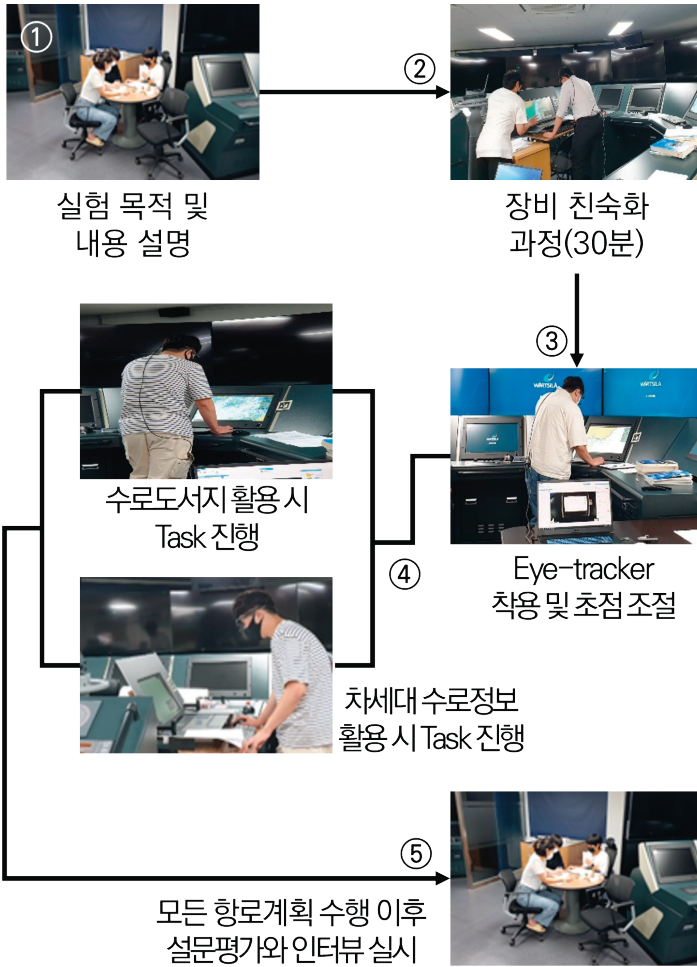 ①
실험 목적 및
내용 설명
②
장비 친숙화
과정(30분)
③
WÄRTSILÄ
WÄRTSILÄ
WÄRTSILÄ
Eye-tracker
착용 및 초점 조절
④
수로도서지 활용 시
Task 진행
차세대 수로정보
활용 시 Task 진행
⑤
모든 항로계획 수행 이후
설문평가와 인터뷰 실시